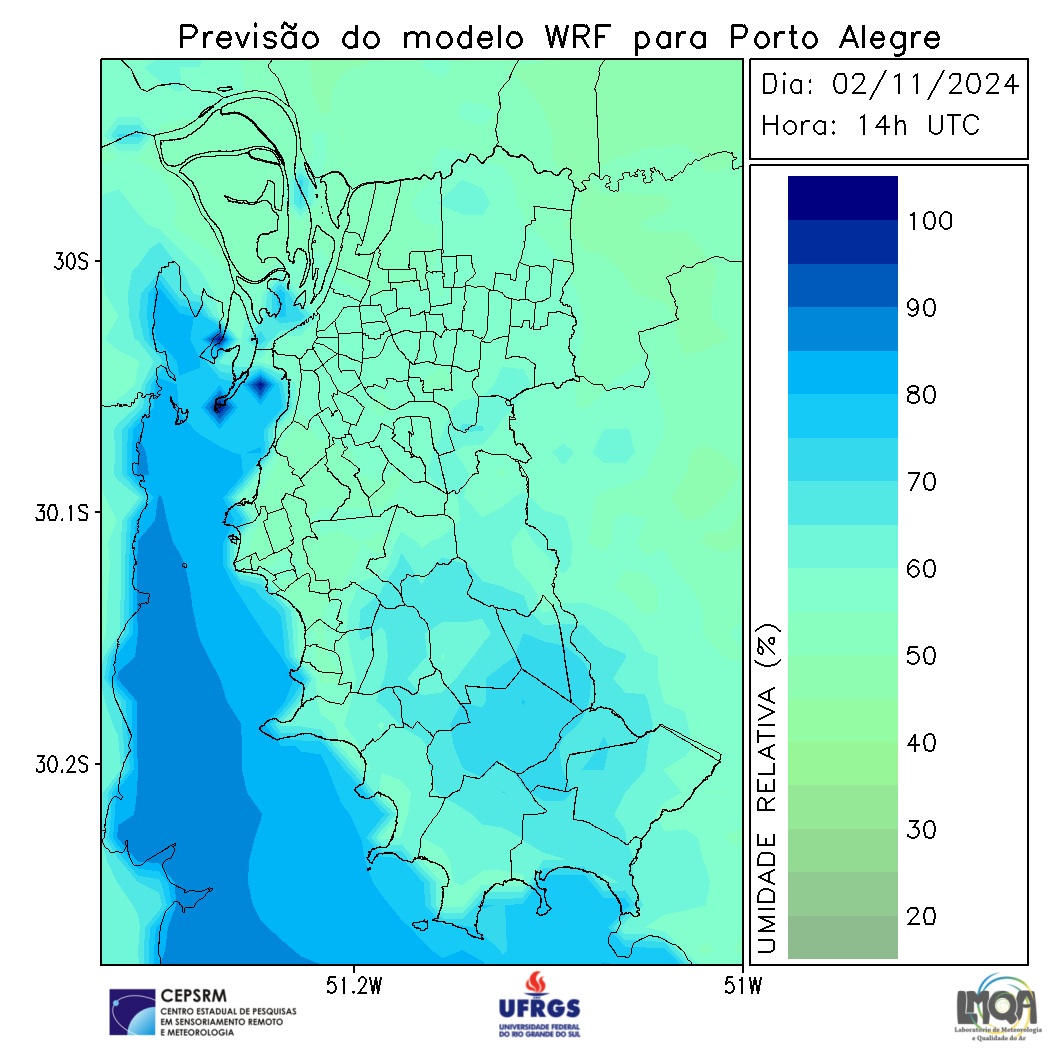 Previsão do modelo WRF para Porto Alegre
Dia: 02/11/2024
Hora: 14h UTC
100
90
80
70
60
50
40
30
20
UMIDADE RELATIVA (%)
30S
30.1S
30.2S
51.2W
51W
CEPSRM
CENTRO ESTADUAL DE PESQUISAS
EM SENSORIAMENTO REMOTO
E METEOROLOGIA
UFRGS
UNIVERSIDADE FEDERAL
DO RIO GRANDE DO SUL
LMQA
Laboratório de Meteorologia
e Qualidade do Ar